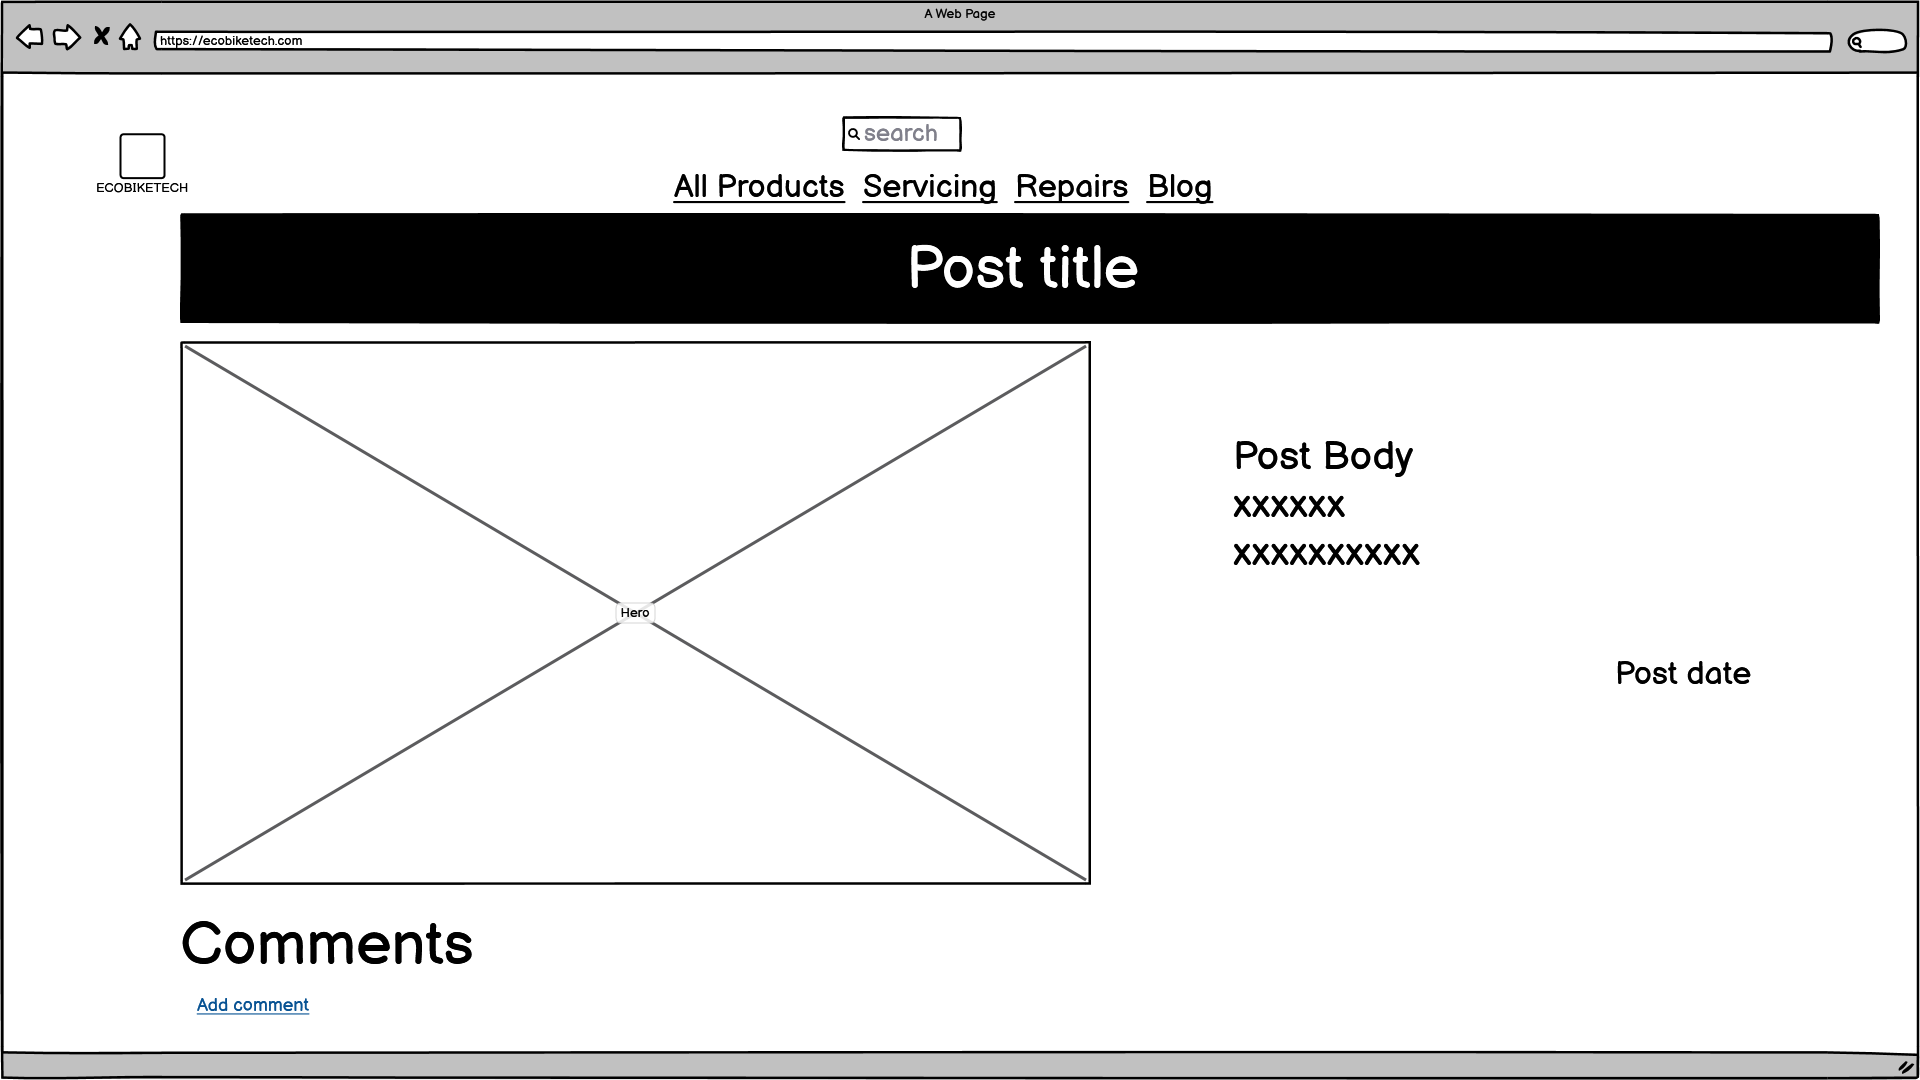 A Web Page
https://ecobiketech.com
search
ECOBIKETECH
All Products Servicing Repairs Blog
Post title
Post Body
xxxxxx
xxxxxxxxxx
Hero
Post date
Comments
Add comment